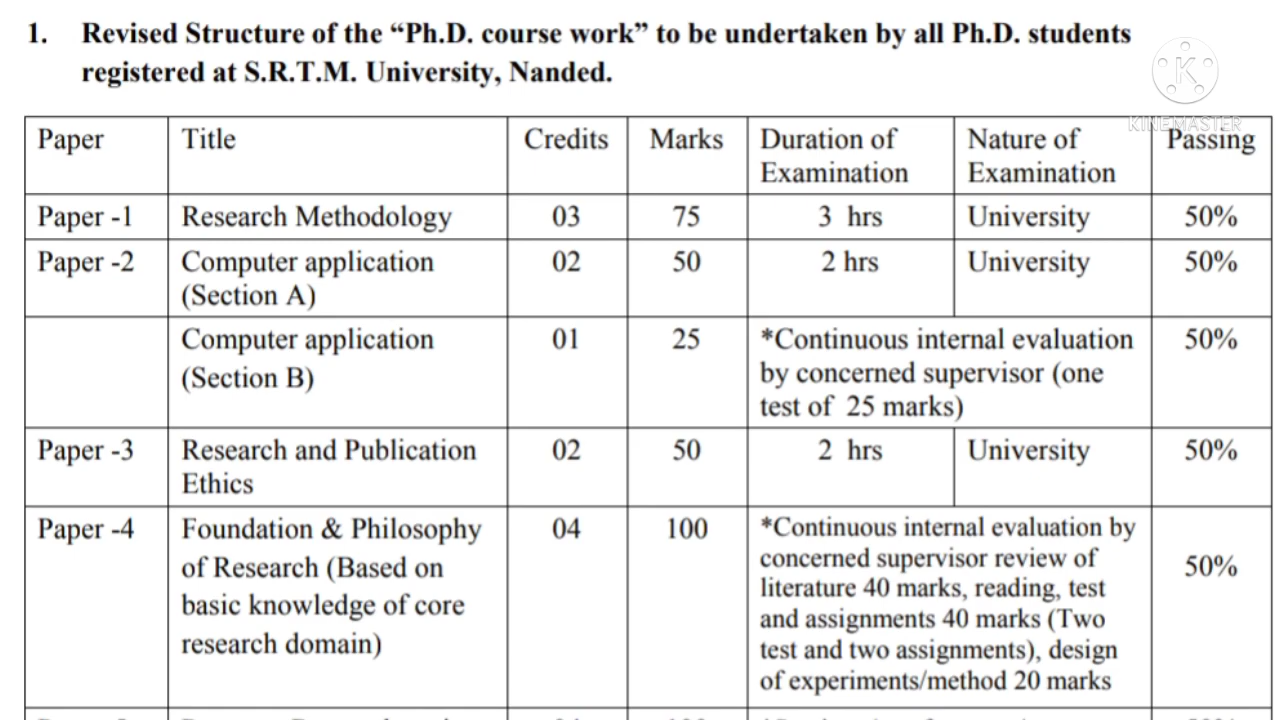 1. Revised Structure of the “Ph.D. course work” to be undertaken by all Ph.D. students
registered at S.R.T.M. University, Nanded.
K
KINEMASTER
Paper Title Credits Marks Duration of Examination Nature of Examination Passing
Paper -1 Research Methodology 03 75 3 hrs University 50%
Paper -2 Computer application 02 50 2 hrs University 50%
(Section A)
Computer application 01 25 *Continuous internal evaluation 50%
(Section B) by concerned supervisor (one
test of 25 marks)
Paper -3 Research and Publication 02 50 2 hrs University 50%
Ethics
Paper -4 Foundation & Philosophy 04 100 *Continuous internal evaluation by
of Research (Based on concerned supervisor review of 50%
basic knowledge of core literature 40 marks, reading, test
research domain) and assignments 40 marks (Two
test and two assignments), design
of experiments/method 20 marks